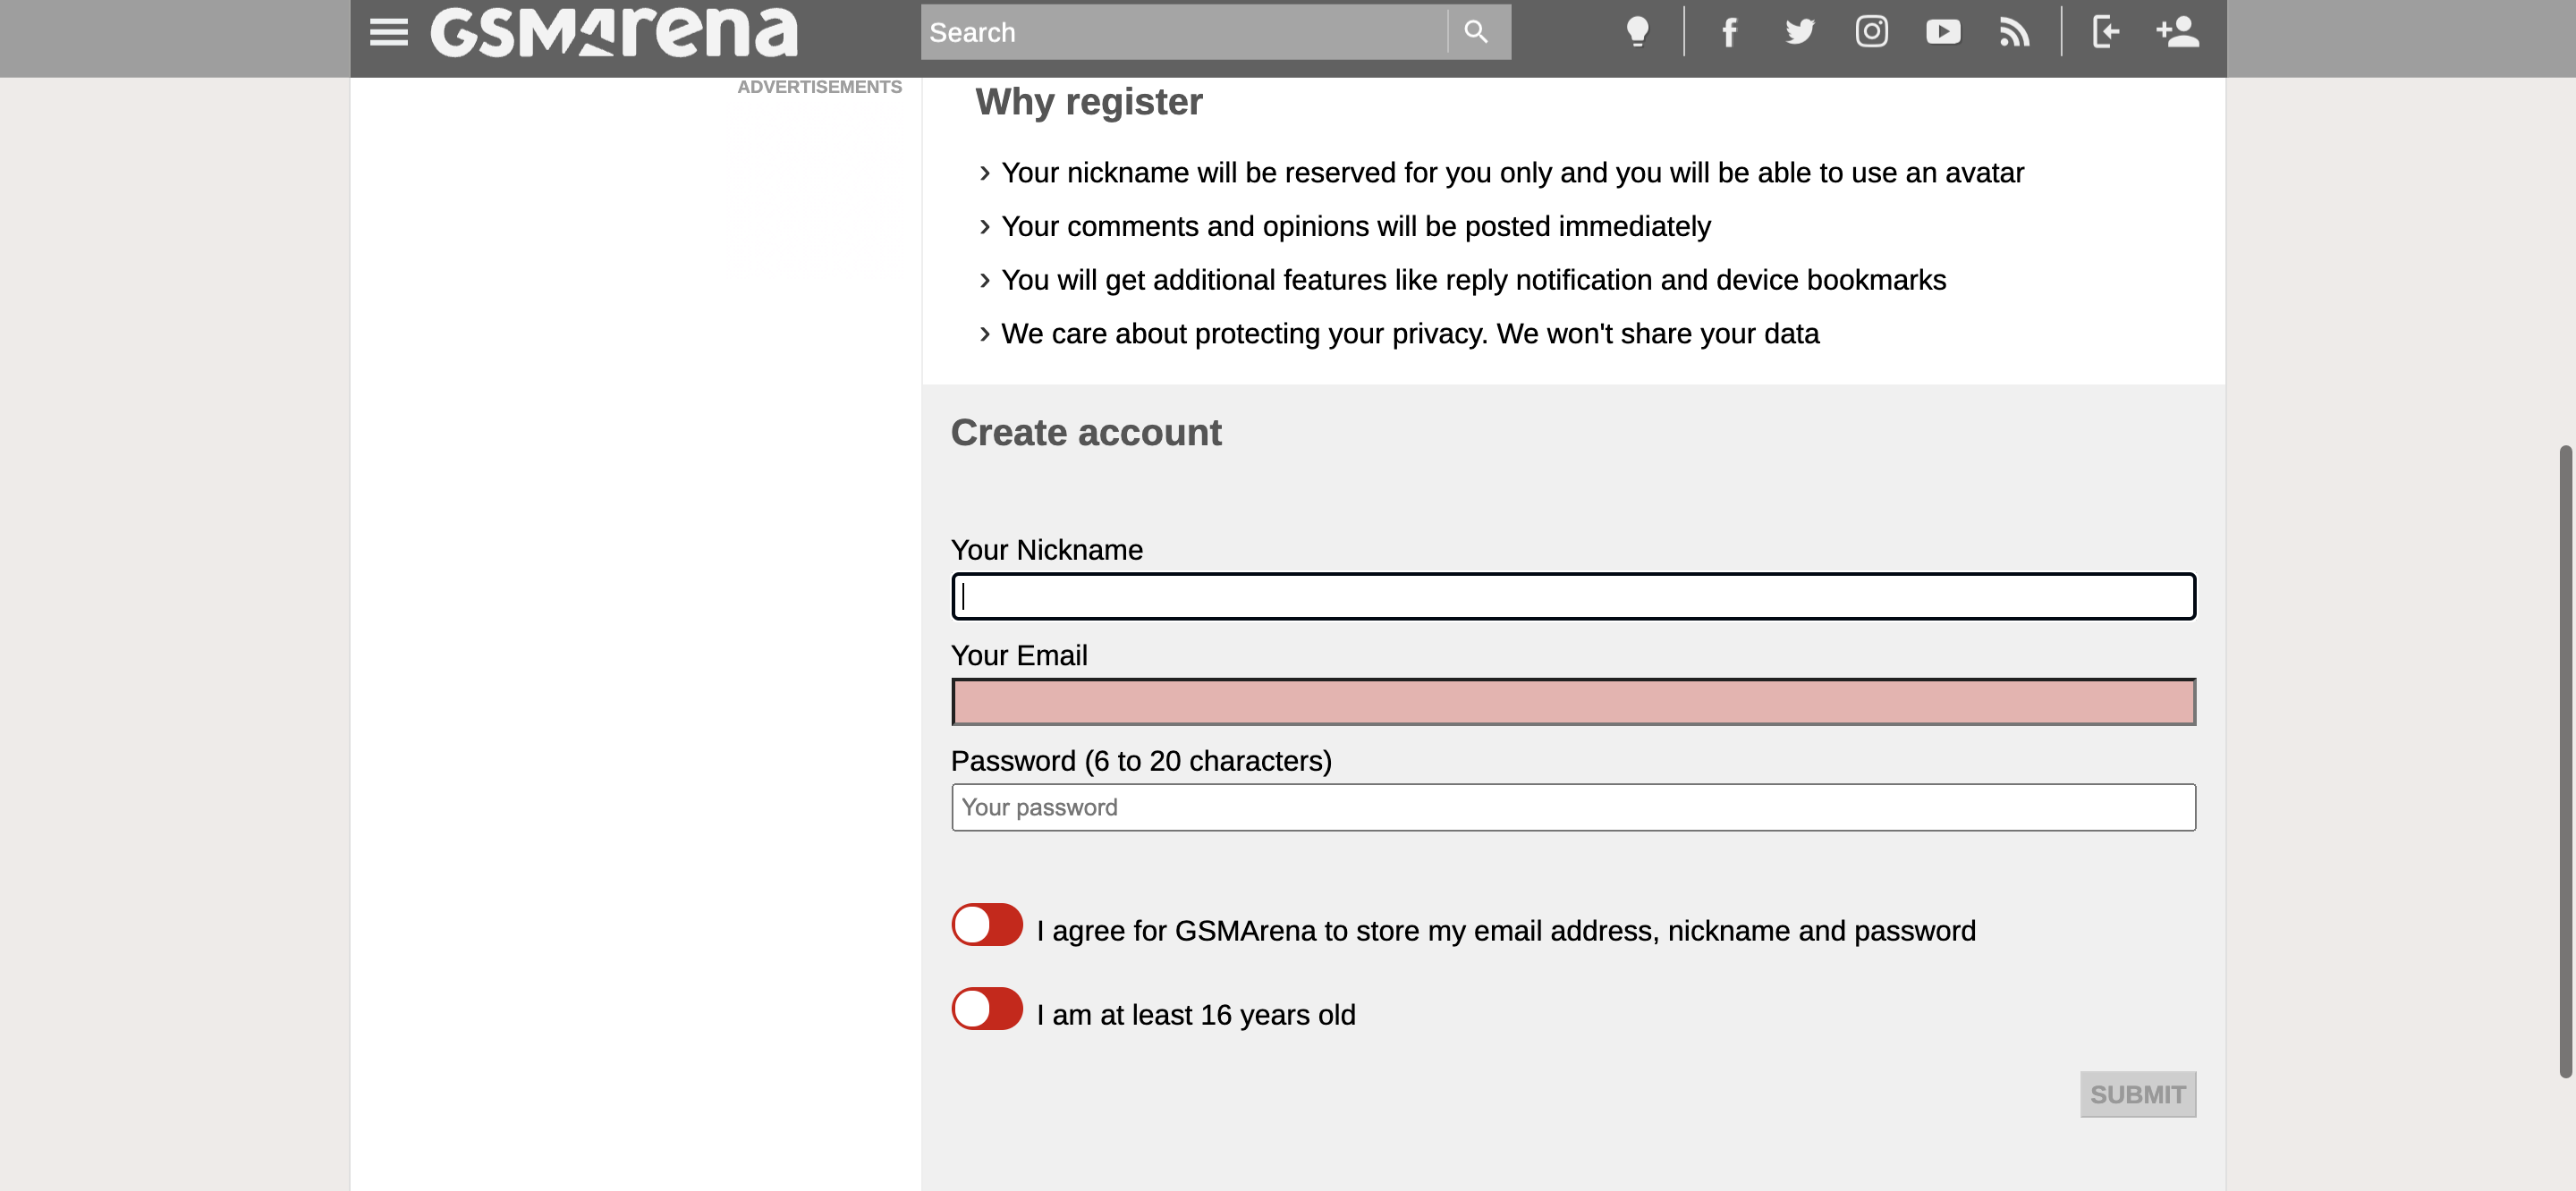 GSMArena
Search
ADVERTISEMENTS
Why register
› Your nickname will be reserved for you only and you will be able to use an avatar
› Your comments and opinions will be posted immediately
› You will get additional features like reply notification and device bookmarks
› We care about protecting your privacy. We won't share your data
Create account
Your Nickname
Your Email
Password (6 to 20 characters)
Your password
I agree for GSMArena to store my email address, nickname and password
I am at least 16 years old
SUBMIT